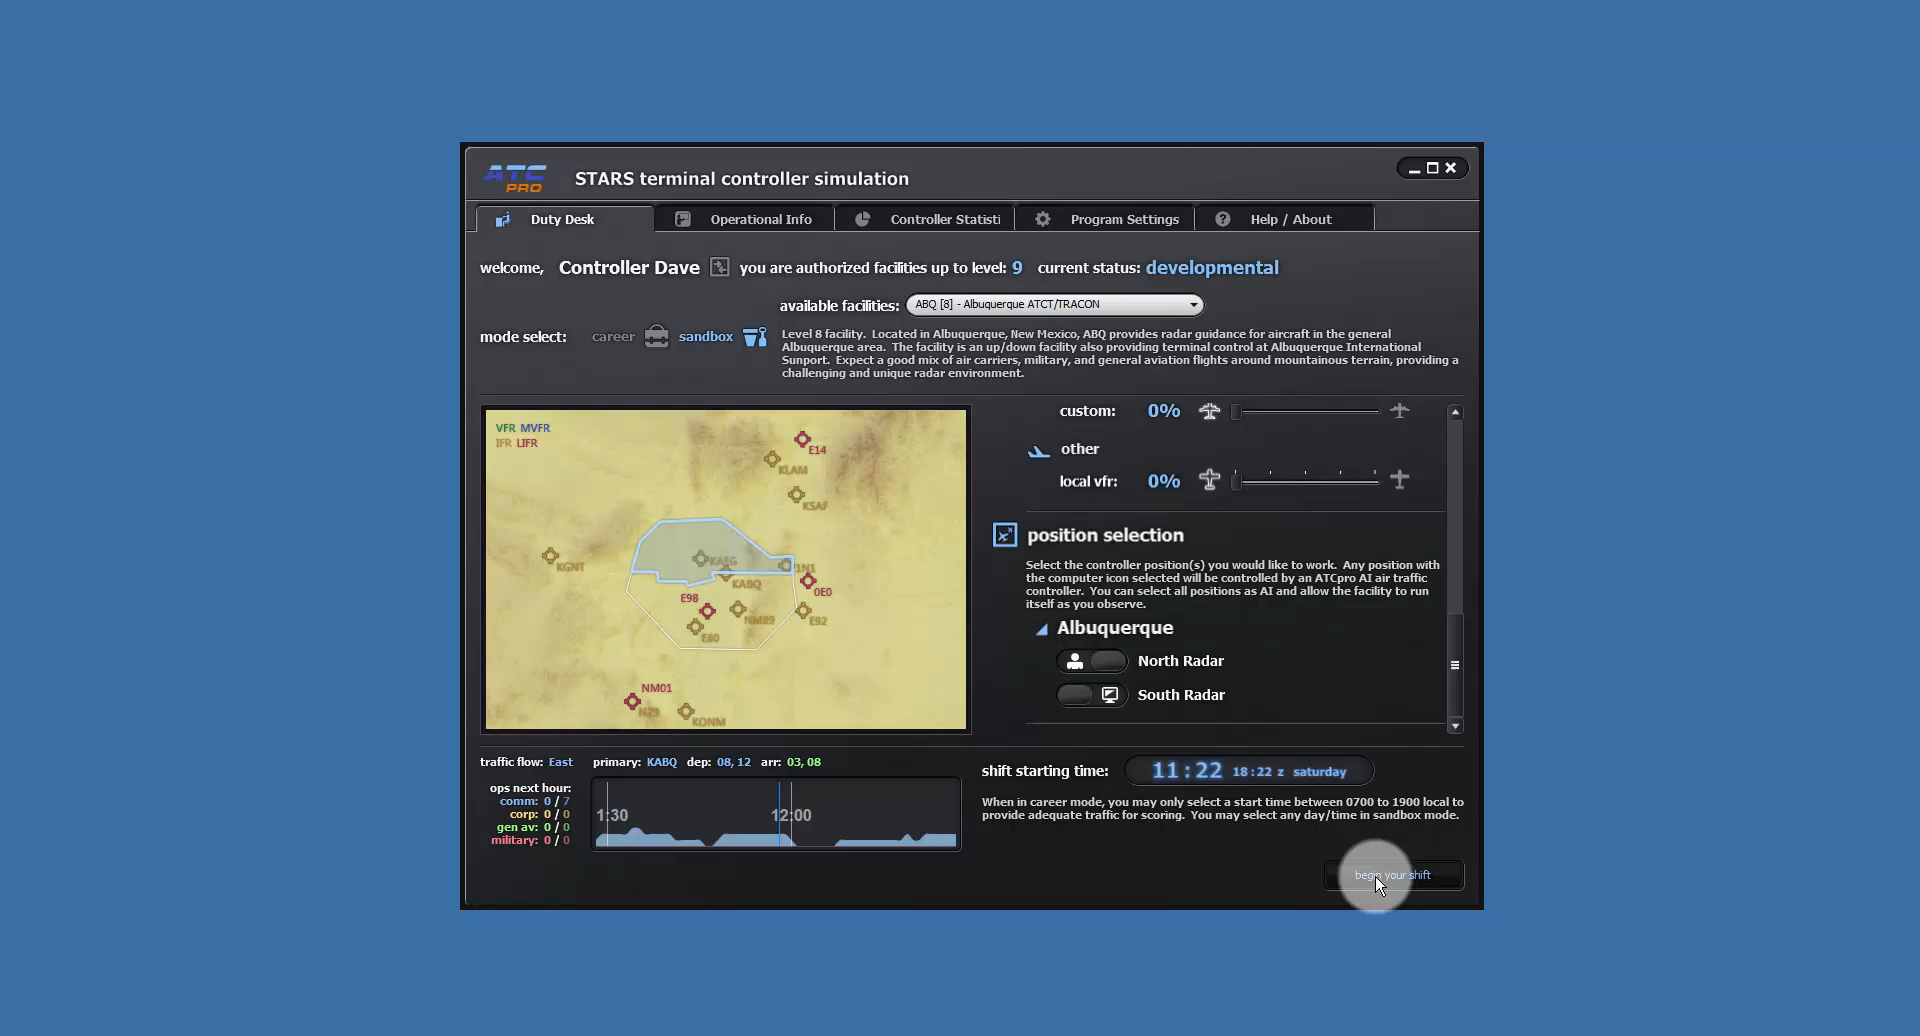 ATC PRO
STARS terminal controller simulation
Duty Desk
Operational Info
Controller Statisti
Program Settings
Help / About
welcome, Controller Dave you are authorized facilities up to level: 9 current status: developmental
available facilities: ABQ [8] - Albuquerque ATCT/TRACON
mode select: career sandbox
Level 8 facility. Located in Albuquerque, New Mexico, ABQ provides radar guidance for aircraft in the general
Albuquerque area. The facility is an up/down facility also providing terminal control at Albuquerque International
Sunport. Expect a good mix of air carriers, military, and general aviation flights around mountainous terrain, providing a
challenging and unique radar environment.
VFR MVFR
IFR LIFR
E14
KLAM
KSAF
KGNT
KAEG
1N1
KABQ
0E0
E98
NM89
E92
E80
NM01
N29
KONM
custom: 0%
other
local vfr: 0%
position selection
Select the controller position(s) you would like to work. Any position with
the computer icon selected will be controlled by an ATCpro AI air traffic
controller. You can select all positions as AI and allow the facility to run
itself as you observe.
Albuquerque
North Radar
South Radar
traffic flow: East primary: KABQ dep: 08, 12 arr: 03, 08
ops next hour:
comm: 0 / 7
corp: 0 / 0
gen av: 0 / 0
military: 0 / 0
1:30
12:00
shift starting time: 11:22 18:22 z saturday
When in career mode, you may only select a start time between 0700 to 1900 local to
provide adequate traffic for scoring. You may select any day/time in sandbox mode.
begin your shift